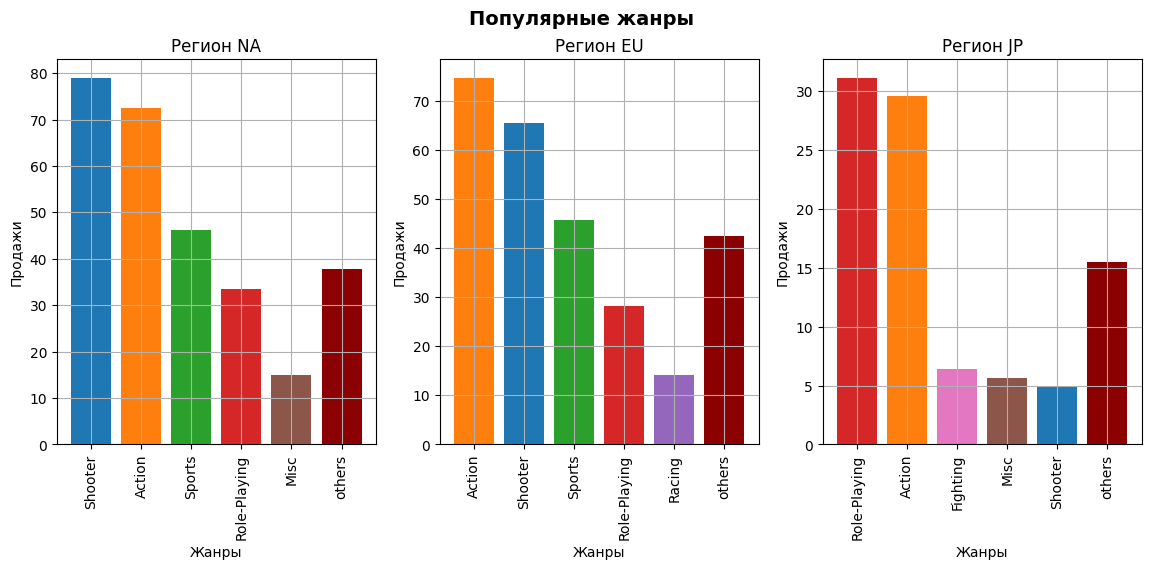 Популярные жанры
Регион NA
Продажи
80
70
60
50
40
30
20
10
0
Shooter
Action
Sports
Role-Playing
Misc
others
Жанры
Регион EU
Продажи
70
60
50
40
30
20
10
0
Action
Shooter
Sports
Role-Playing
Racing
others
Жанры
Регион JP
Продажи
30
25
20
15
10
5
0
Role-Playing
Action
Fighting
Misc
Shooter
others
Жанры